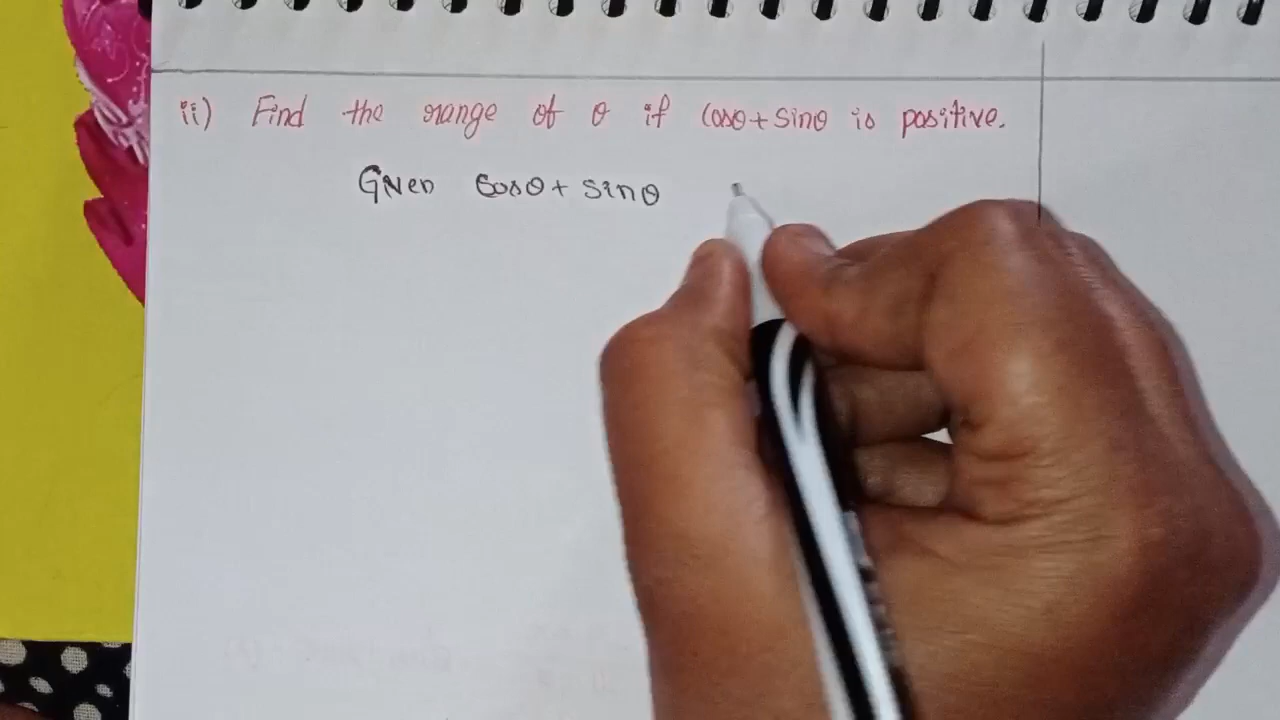 ii) Find the range of θ if Cosθ + Sinθ is positive.
Given Cosθ + Sinθ